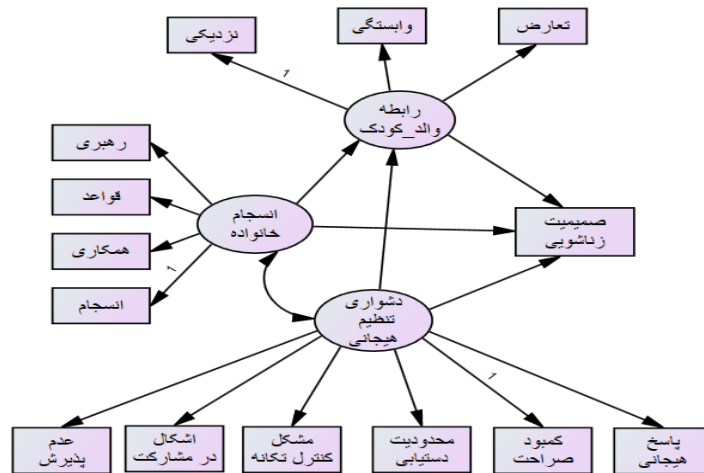 تعارض
وابستگی
نزدیکی
1
رابطه
والد_کودک
رهبری
قواعد
همکاری
انسجام
1
انسجام
خانواده
صمیمیت
زناشویی
دشواری
تنظیم
هیجانی
1
پاسخ
هیجانی
کمبود
صراحت
محدودیت
دستیابی
مشکل
کنترل تکانه
اشکال
در مشارکت
عدم
پذیرش